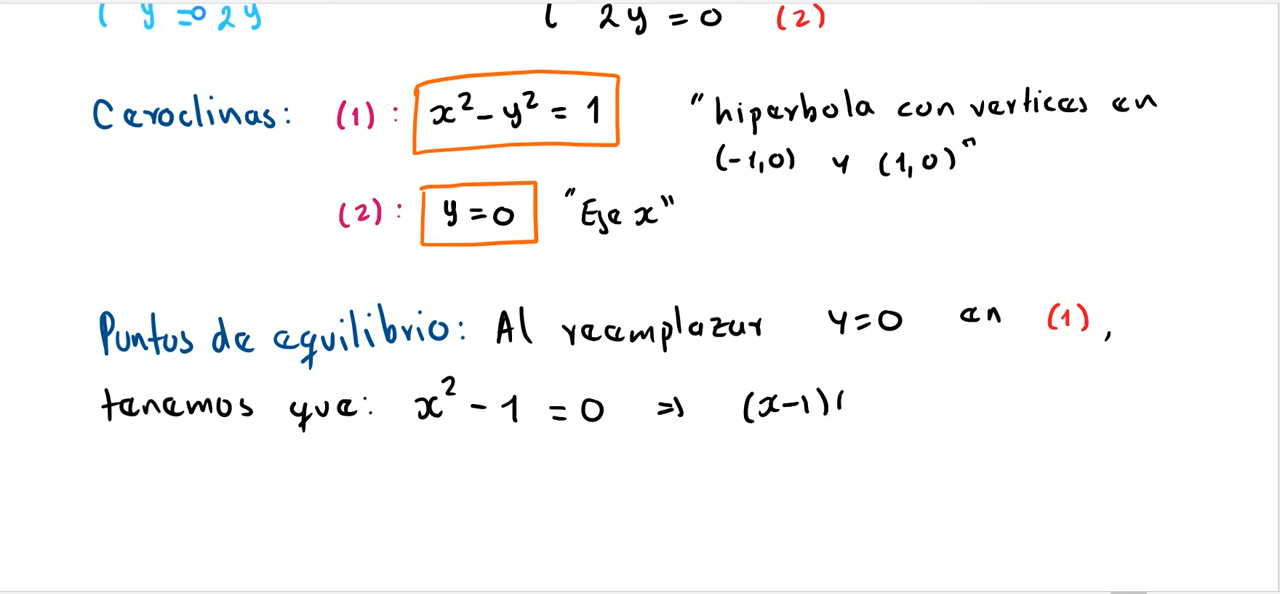 y = 2y 2y = 0 (2)
Ceroclinas: (1): x² - y² = 1 "hiperbola con vertices en
(-1,0) y (1,0)"
(2): y = 0 "Eje x"
Puntos de equilibrio: Al reemplazar y=0 en (1),
tenemos que: x² - 1 = 0 ⇒ (x-1)(